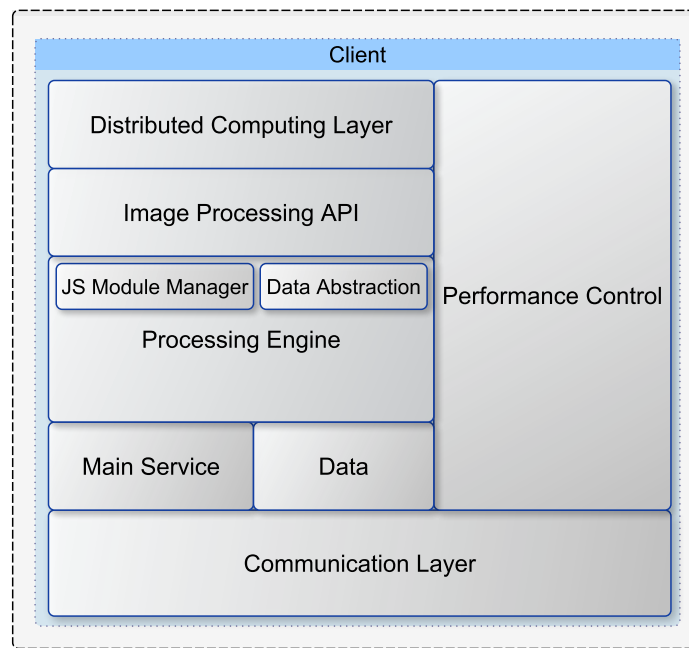 Client
Distributed Computing Layer
Image Processing API
JS Module Manager
Data Abstraction
Processing Engine
Performance Control
Main Service
Data
Communication Layer